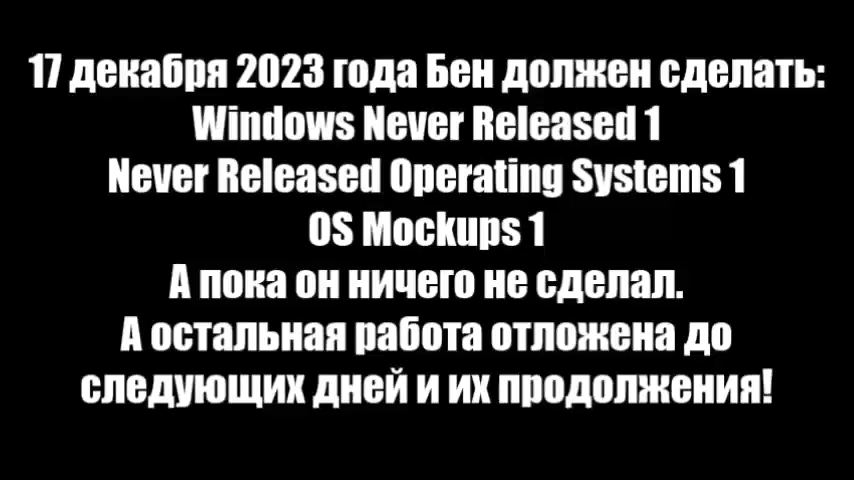 17 декабря 2023 года Бен должен сделать:
Windows Never Released 1
Never Released Operating Systems 1
OS Mockups 1
А пока он ничего не сделал.
А остальная работа отложена до
следующих дней и их продолжения!